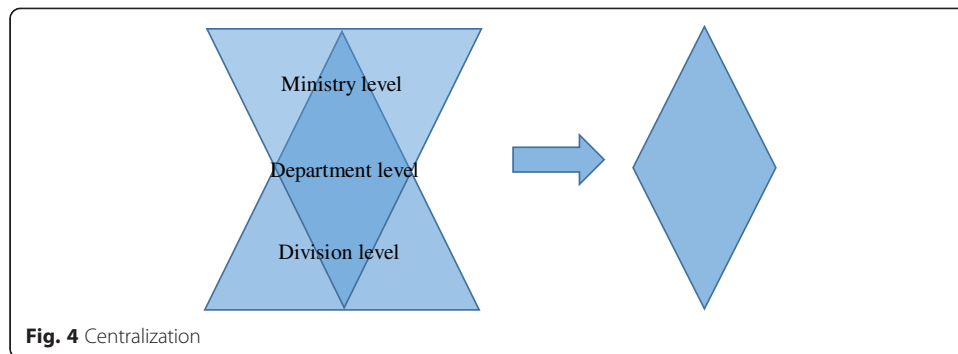 Ministry level
Department level
Division level
Fig. 4 Centralization